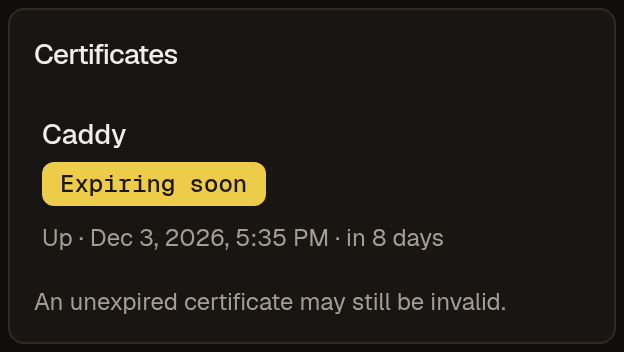 Certificates
Caddy
Expiring soon
Up · Dec 3, 2026, 5:35 PM · in 8 days
An unexpired certificate may still be invalid.